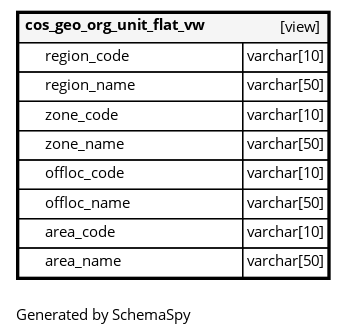 cos_geo_org_unit_flat_vw [view]
region_code varchar[10]
region_name varchar[50]
zone_code varchar[10]
zone_name varchar[50]
offloc_code varchar[10]
offloc_name varchar[50]
area_code varchar[10]
area_name varchar[50]
Generated by SchemaSpy